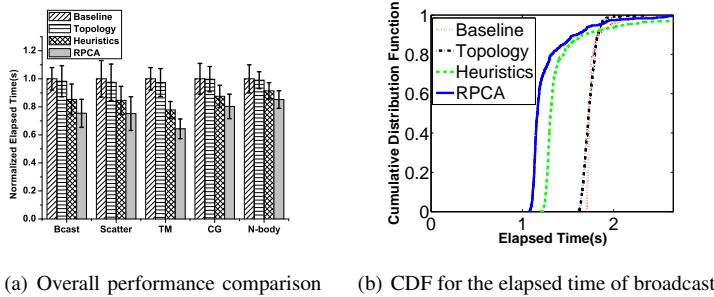 Baseline
Topology
Heuristics
RPCA
Normalized Elapsed Time(s)
1.2
1.0
0.8
0.6
0.4
0.2
0.0
Bcast Scatter TM CG N-body
(a) Overall performance comparison
Baseline
Topology
Heuristics
RPCA
Cumulative Distribution Function
1
0.8
0.6
0.4
0.2
0
0 1 2
Elapsed Time(s)
(b) CDF for the elapsed time of broadcast